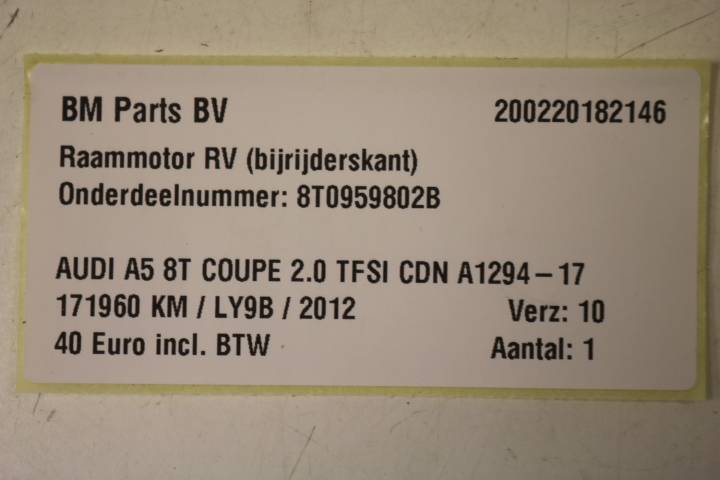 BM Parts BV 200220182146
Raammotor RV (bijrijderskant)
Onderdeelnummer: 8T0959802B
AUDI A5 8T COUPE 2.0 TFSI CDN A1294-17
171960 KM / LY9B / 2012 Verz: 10
40 Euro incl. BTW Aantal: 1